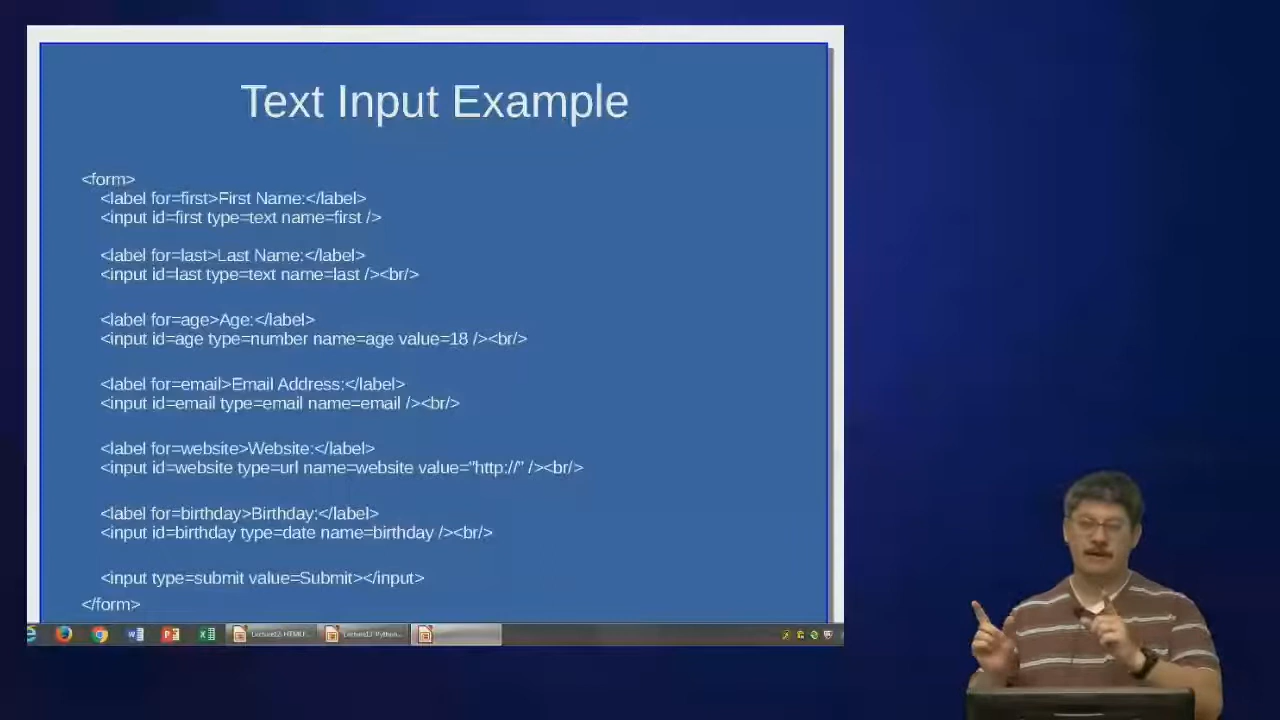 Text Input Example
<form>
<label for=first>First Name:</label>
<input id=first type=text name=first />
<label for=last>Last Name:</label>
<input id=last type=text name=last /><br/>
<label for=age>Age:</label>
<input id=age type=number name=age value=18 /><br/>
<label for=email>Email Address:</label>
<input id=email type=email name=email /><br/>
<label for=website>Website:</label>
<input id=website type=url name=website value="http://" /><br/>
<label for=birthday>Birthday:</label>
<input id=birthday type=date name=birthday /><br/>
<input type=submit value=Submit></input>
</form>